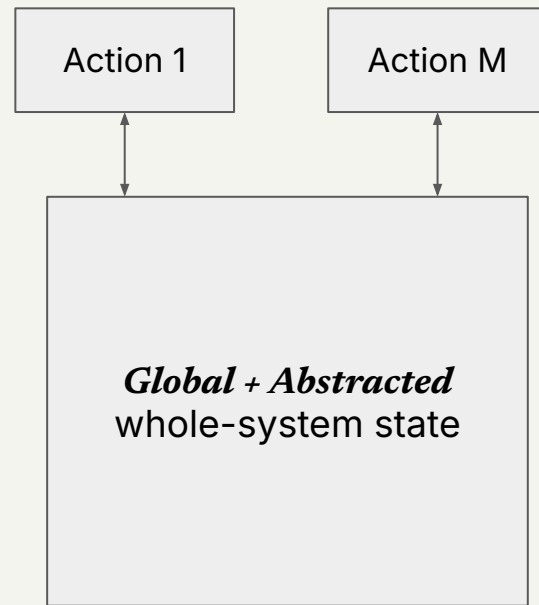 Action 1
Action M
Global + Abstracted
whole-system state